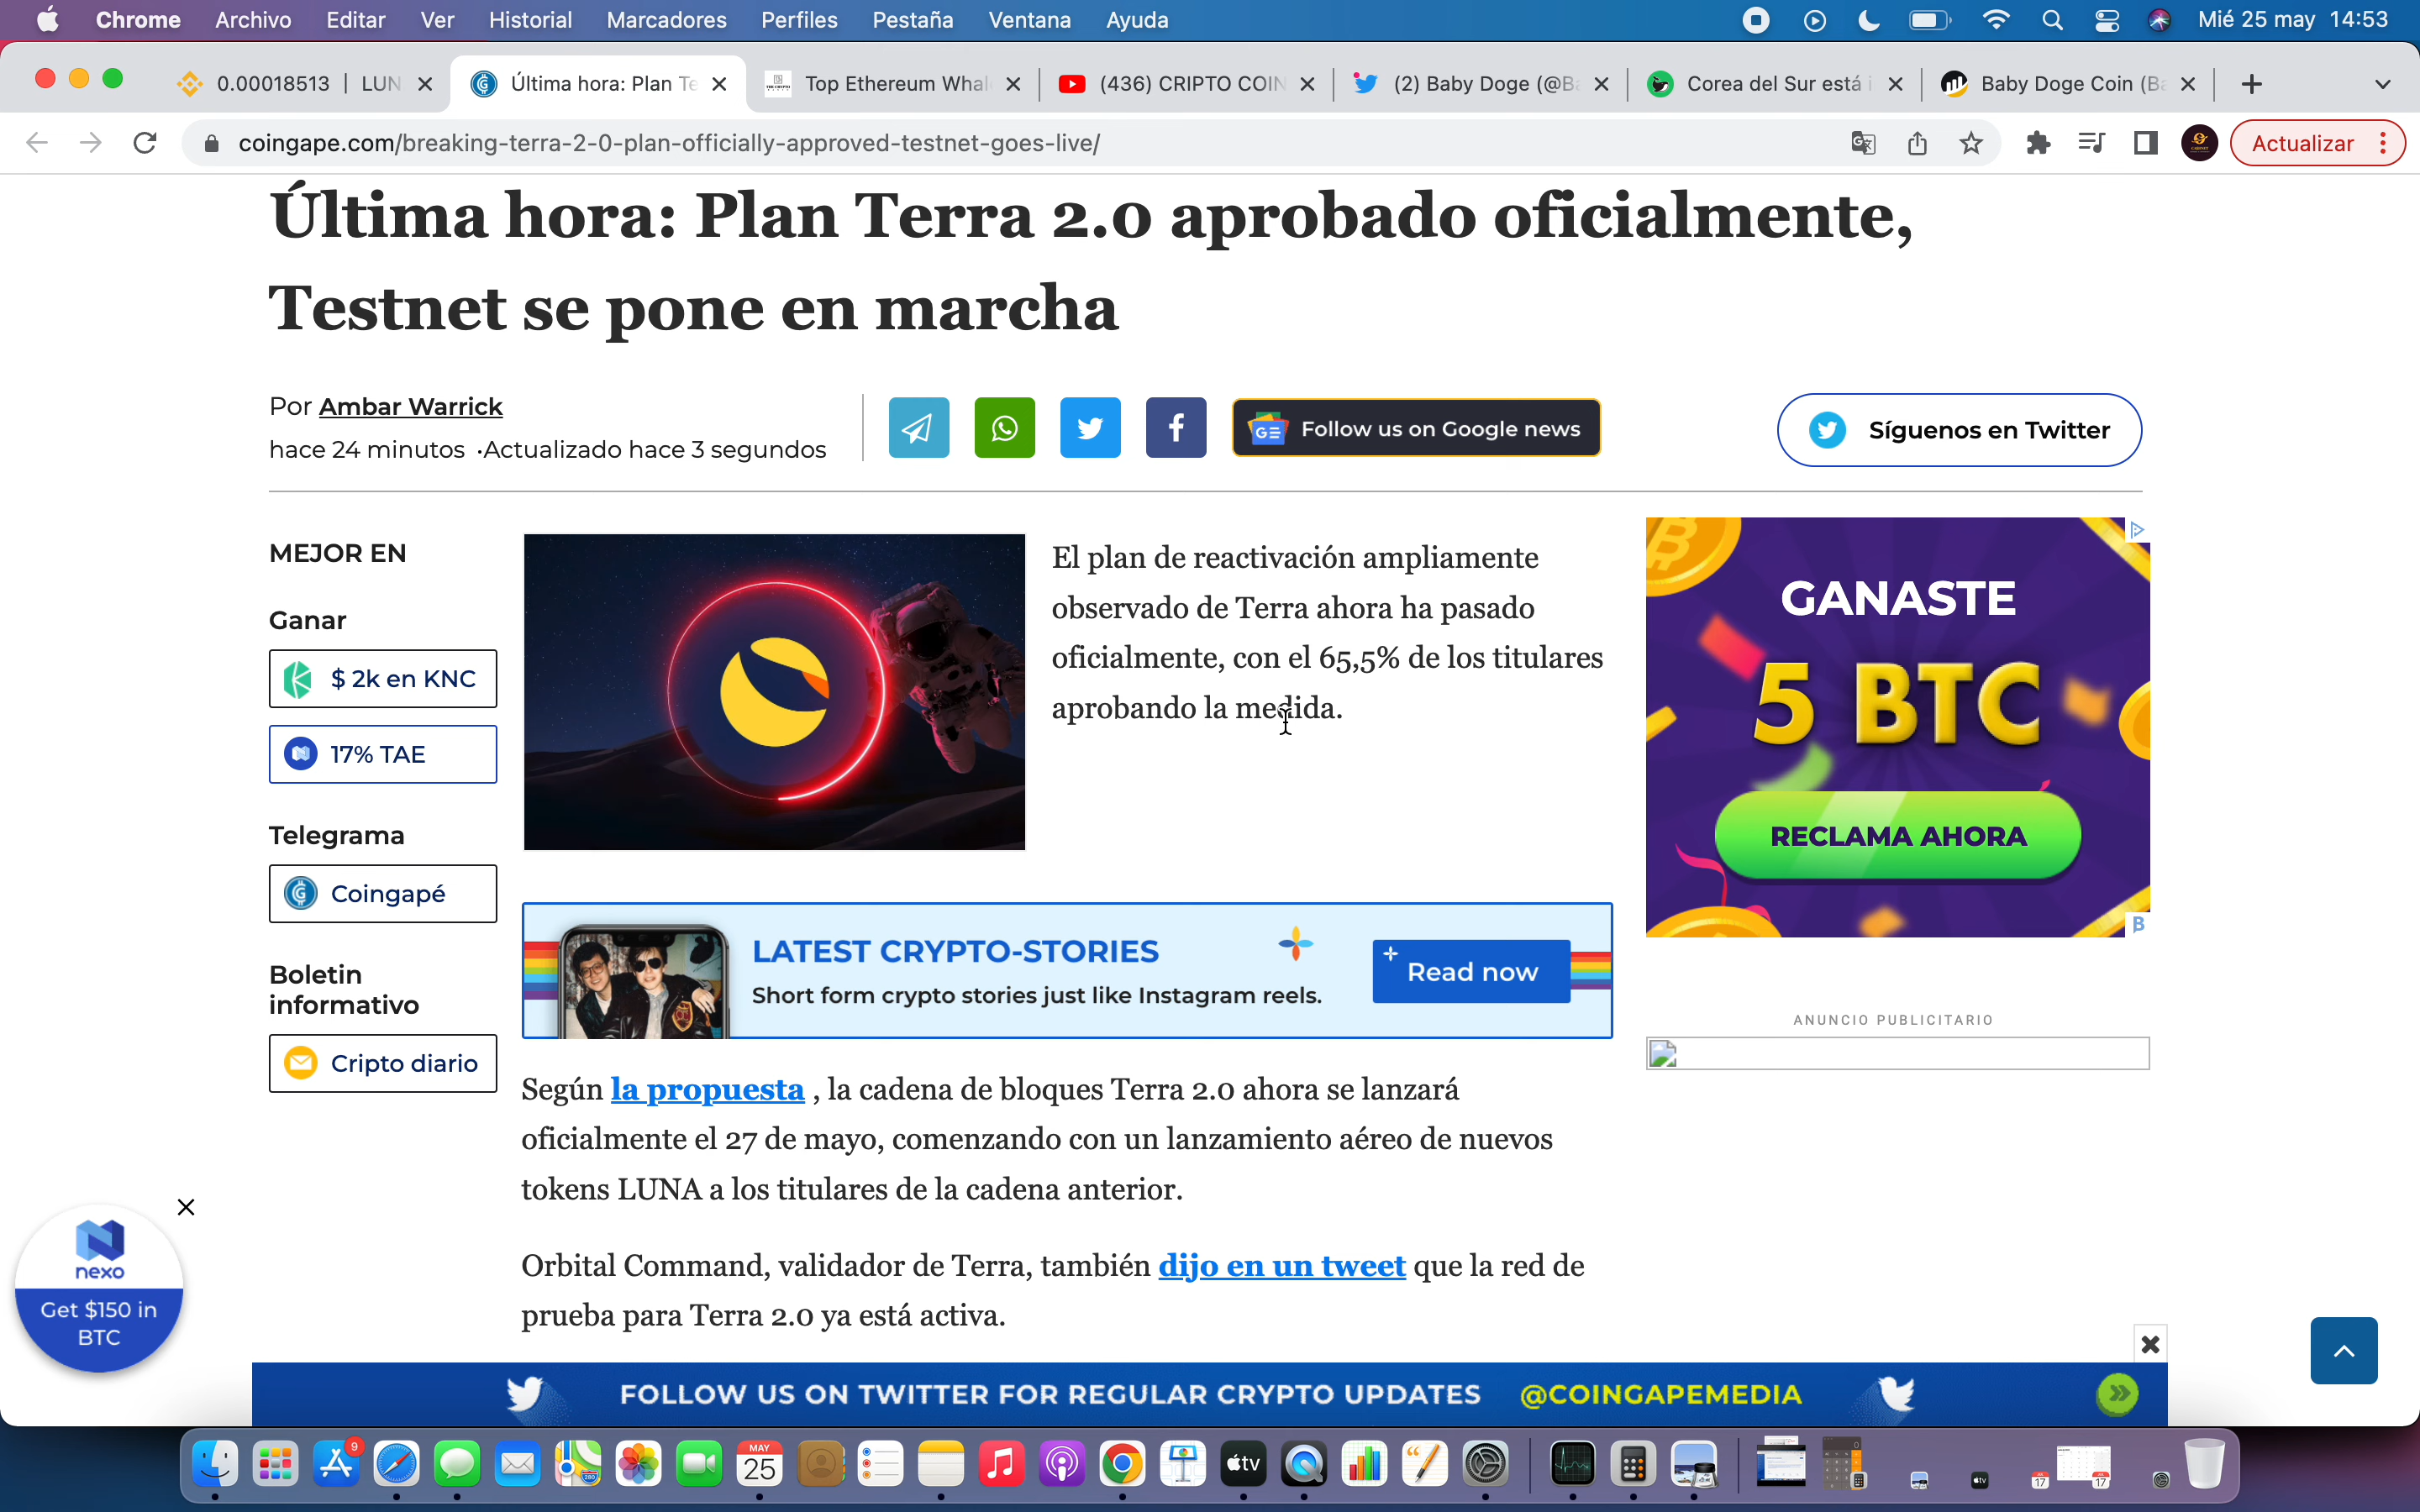 Chrome Archivo Editar Ver Historial Marcadores Perfiles Pestaña Ventana Ayuda Mié 25 may 14:53
0.00018513 | LUN Última hora: Plan Te Top Ethereum Whal (436) CRIPTO COIN (2) Baby Doge (@Ba Corea del Sur está i Baby Doge Coin (Ba
coingape.com/breaking-terra-2-0-plan-officially-approved-testnet-goes-live/ Actualizar
Última hora: Plan Terra 2.0 aprobado oficialmente,
Testnet se pone en marcha
Por Ambar Warrick
hace 24 minutos ·Actualizado hace 3 segundos
Follow us on Google news
Síguenos en Twitter
MEJOR EN
Ganar
$ 2k en KNC
17% TAE
Telegrama
Coingapé
Boletin
informativo
Cripto diario
El plan de reactivación ampliamente
observado de Terra ahora ha pasado
oficialmente, con el 65,5% de los titulares
aprobando la medida.
GANASTE
5 BTC
RECLAMA AHORA
LATEST CRYPTO-STORIES
Short form crypto stories just like Instagram reels.
Read now
ANUNCIO PUBLICITARIO
Según la propuesta , la cadena de bloques Terra 2.0 ahora se lanzará
oficialmente el 27 de mayo, comenzando con un lanzamiento aéreo de nuevos
tokens LUNA a los titulares de la cadena anterior.
Orbital Command, validador de Terra, también dijo en un tweet que la red de
prueba para Terra 2.0 ya está activa.
nexo
Get $150 in
BTC
FOLLOW US ON TWITTER FOR REGULAR CRYPTO UPDATES @COINGAPEMEDIA
9
MAY
25
tv
17
17